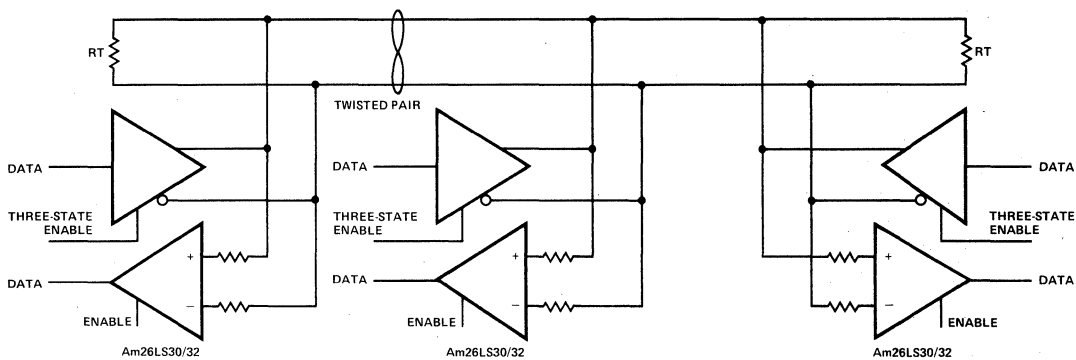 RT
RT
TWISTED PAIR
DATA
THREE-STATE
ENABLE
DATA
+
−
ENABLE
Am26LS30/32
DATA
THREE-STATE
ENABLE
DATA
+
−
ENABLE
Am26LS30/32
DATA
THREE-STATE
ENABLE
+
−
DATA
ENABLE
Am26LS30/32